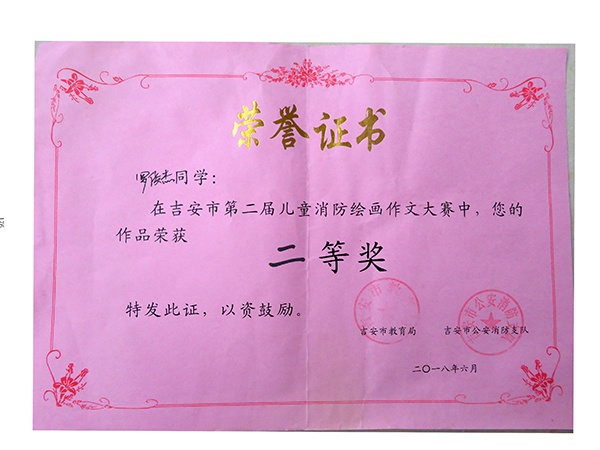 荣誉证书
罗俊杰同学：
在吉安市第二届儿童消防绘画作文大赛中，您的
作品荣获
二等奖
特发此证，以资鼓励。
吉安市教育局 吉安市公安消防支队
二〇一八年六月